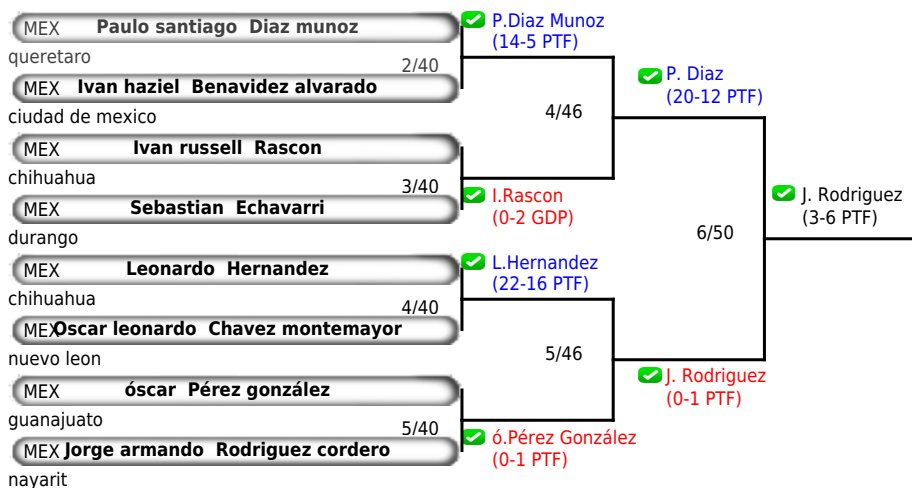 MEX Paulo santiago Diaz munoz
queretaro
2/40
MEX Ivan haziel Benavidez alvarado
ciudad de mexico
P.Diaz Munoz
(14-5 PTF)
4/46
MEX Ivan russell Rascon
chihuahua
3/40
MEX Sebastian Echavarri
durango
I.Rascon
(0-2 GDP)
P. Diaz
(20-12 PTF)
6/50
J. Rodriguez
(3-6 PTF)
MEX Leonardo Hernandez
chihuahua
4/40
MEX Oscar leonardo Chavez montemayor
nuevo leon
L.Hernandez
(22-16 PTF)
5/46
MEX óscar Pérez gonzález
guanajuato
5/40
MEX Jorge armando Rodriguez cordero
nayarit
ó.Pérez González
(0-1 PTF)
J. Rodriguez
(0-1 PTF)